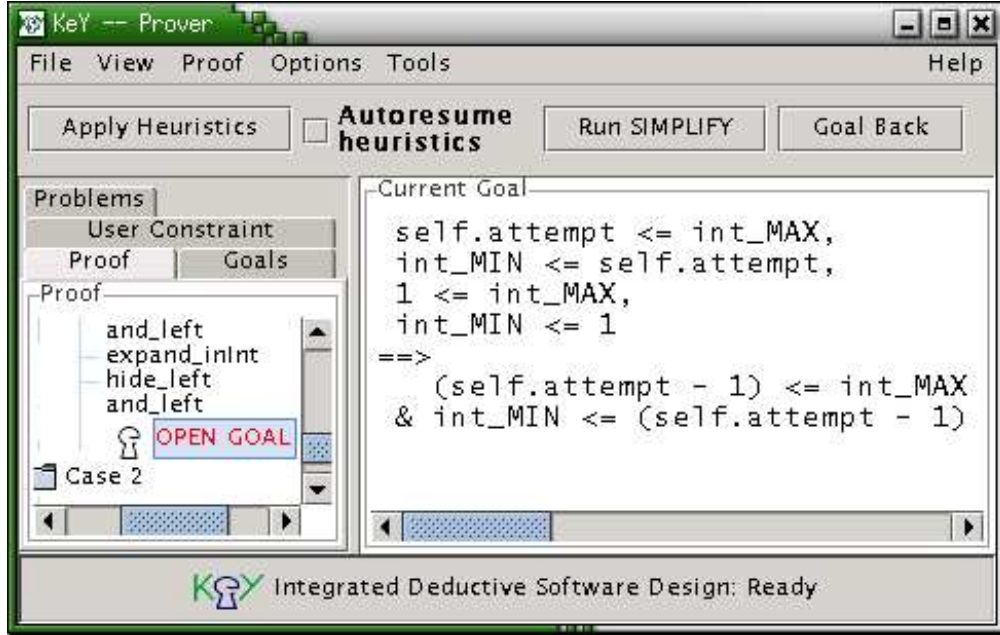 KeY -- Prover
File View Proof Options Tools Help
Apply Heuristics
Autoresume
heuristics
Run SIMPLIFY
Goal Back
Problems
User Constraint
Proof
Goals
Proof
and_left
expand_inInt
hide_left
and_left
OPEN GOAL
Case 2
Current Goal
self.attempt <= int_MAX,
int_MIN <= self.attempt,
1 <= int_MAX,
int_MIN <= 1
==>
(self.attempt - 1) <= int_MAX
& int_MIN <= (self.attempt - 1)
KeY Integrated Deductive Software Design: Ready